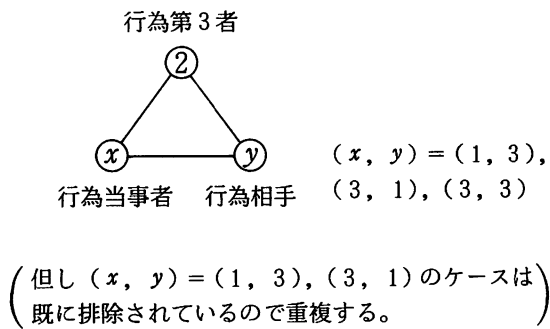 行為第3者
2
x
y
行為当事者
行為相手
(x, y)=(1, 3),
(3, 1), (3, 3)
(但し (x, y)=(1, 3), (3, 1) のケースは
既に排除されているので重複する。)